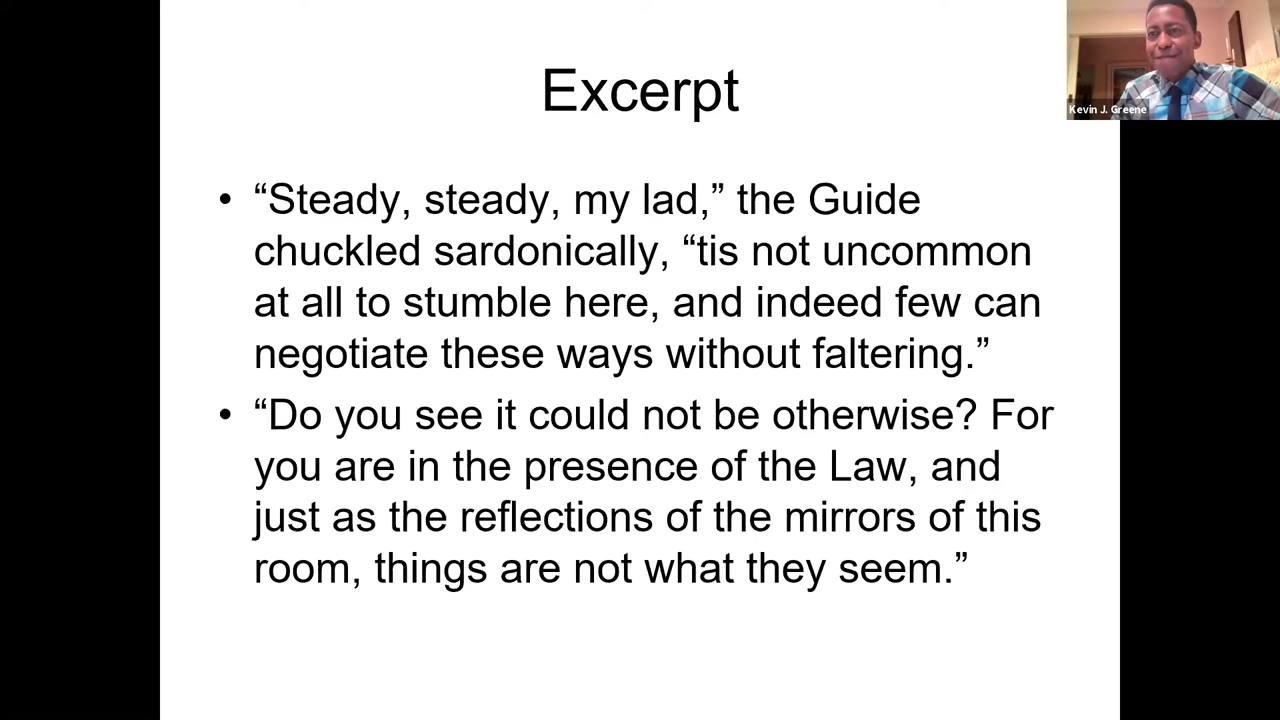 Excerpt
Kevin J. Greene
• “Steady, steady, my lad,” the Guide
chuckled sardonically, “tis not uncommon
at all to stumble here, and indeed few can
negotiate these ways without faltering.”
• “Do you see it could not be otherwise? For
you are in the presence of the Law, and
just as the reflections of the mirrors of this
room, things are not what they seem.”